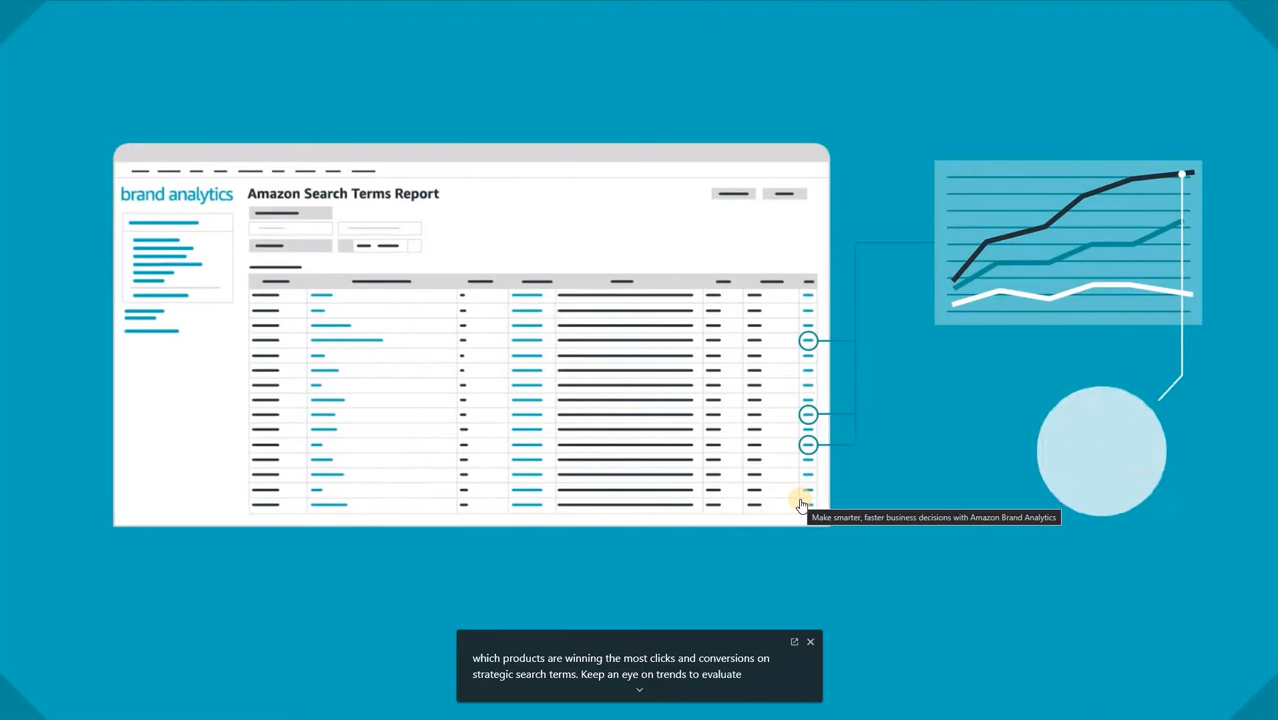 brand analytics
Amazon Search Terms Report
Make smarter, faster business decisions with Amazon Brand Analytics
which products are winning the most clicks and conversions on
strategic search terms. Keep an eye on trends to evaluate